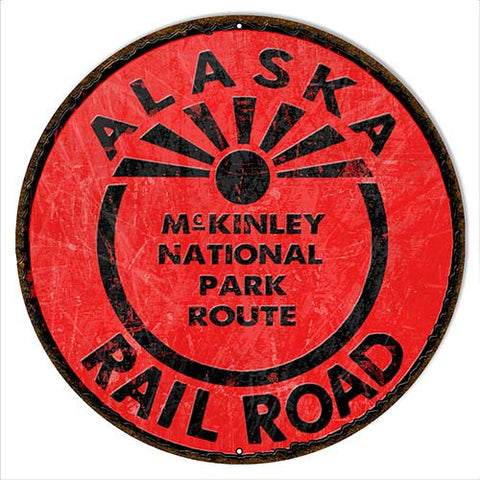 ALASKA
McKINLEY
NATIONAL
PARK
ROUTE
RAIL ROAD